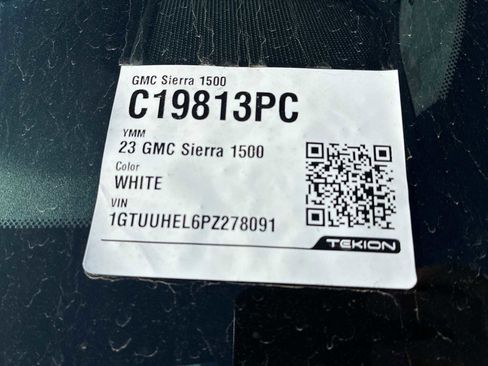 GMC Sierra 1500
C19813PC
YMM
23 GMC Sierra 1500
Color
WHITE
VIN
1GTUUHEL6PZ278091
TEKION